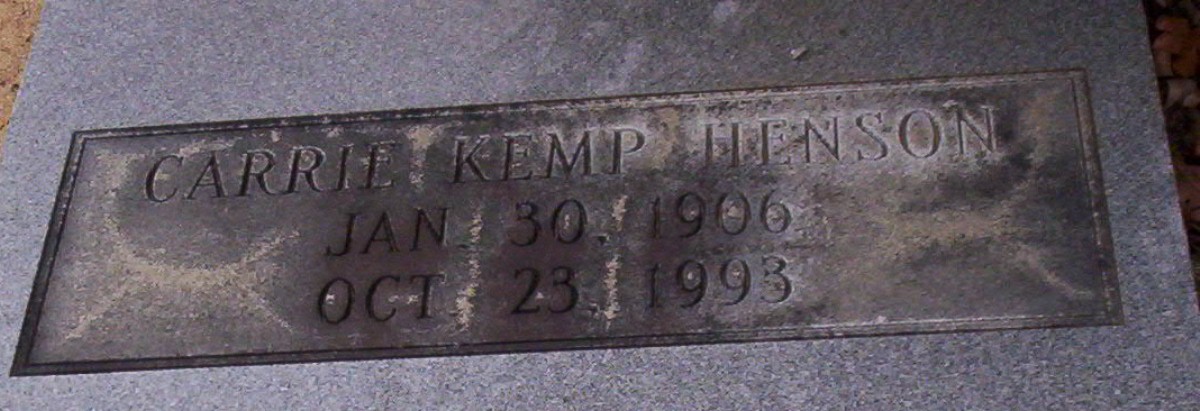 CARRIE KEMP HENSON
JAN. 30. 1906
OCT. 23. 1993